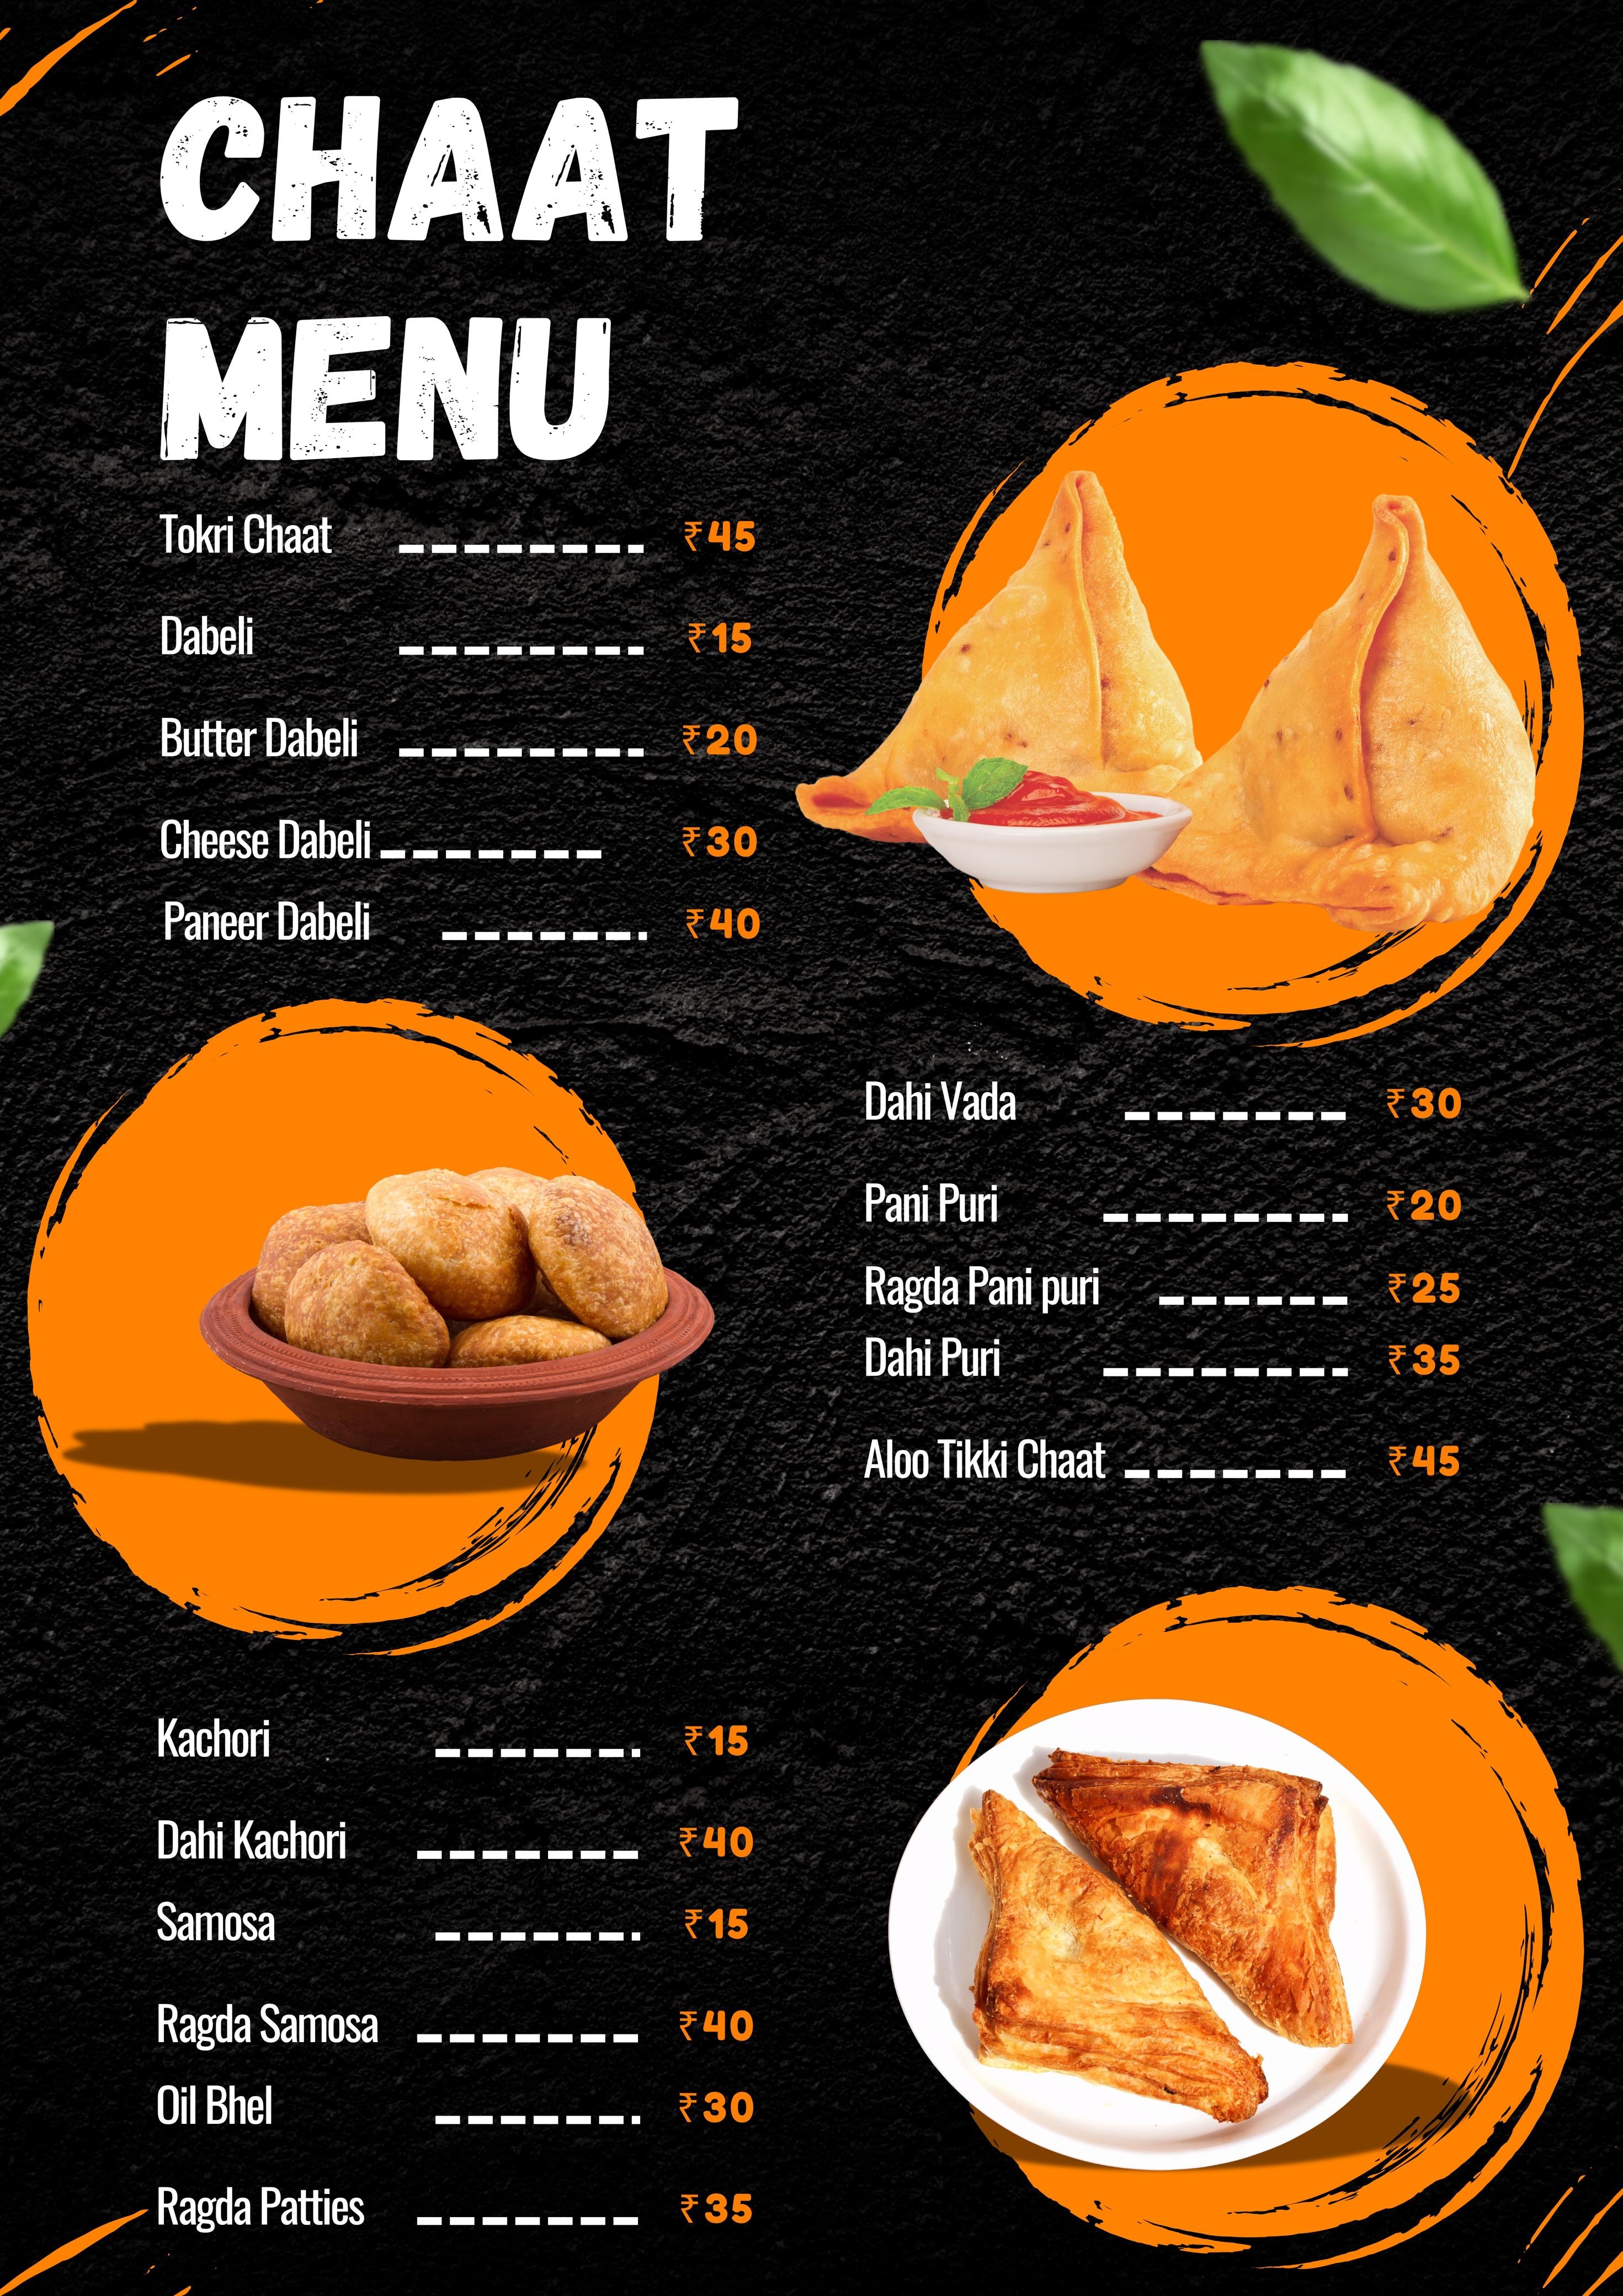 CHAAT
MENU
Tokri Chaat ₹45
Dabeli ₹15
Butter Dabeli ₹20
Cheese Dabeli ₹30
Paneer Dabeli ₹40
Dahi Vada ₹30
Pani Puri ₹20
Ragda Pani puri ₹25
Dahi Puri ₹35
Aloo Tikki Chaat ₹45
Kachori ₹15
Dahi Kachori ₹40
Samosa ₹15
Ragda Samosa ₹40
Oil Bhel ₹30
Ragda Patties ₹35